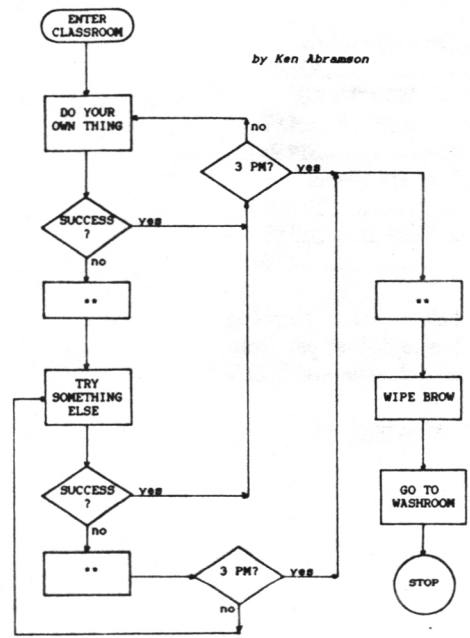 ENTER
CLASSROOM
by Ken Abramson
DO YOUR
OWN THING
no
3 PM?
yes
SUCCESS
?
yes
no
**
**
TRY
SOMETHING
ELSE
WIPE BROW
SUCCESS
?
yes
no
GO TO
WASHROOM
**
3 PM?
yes
no
STOP